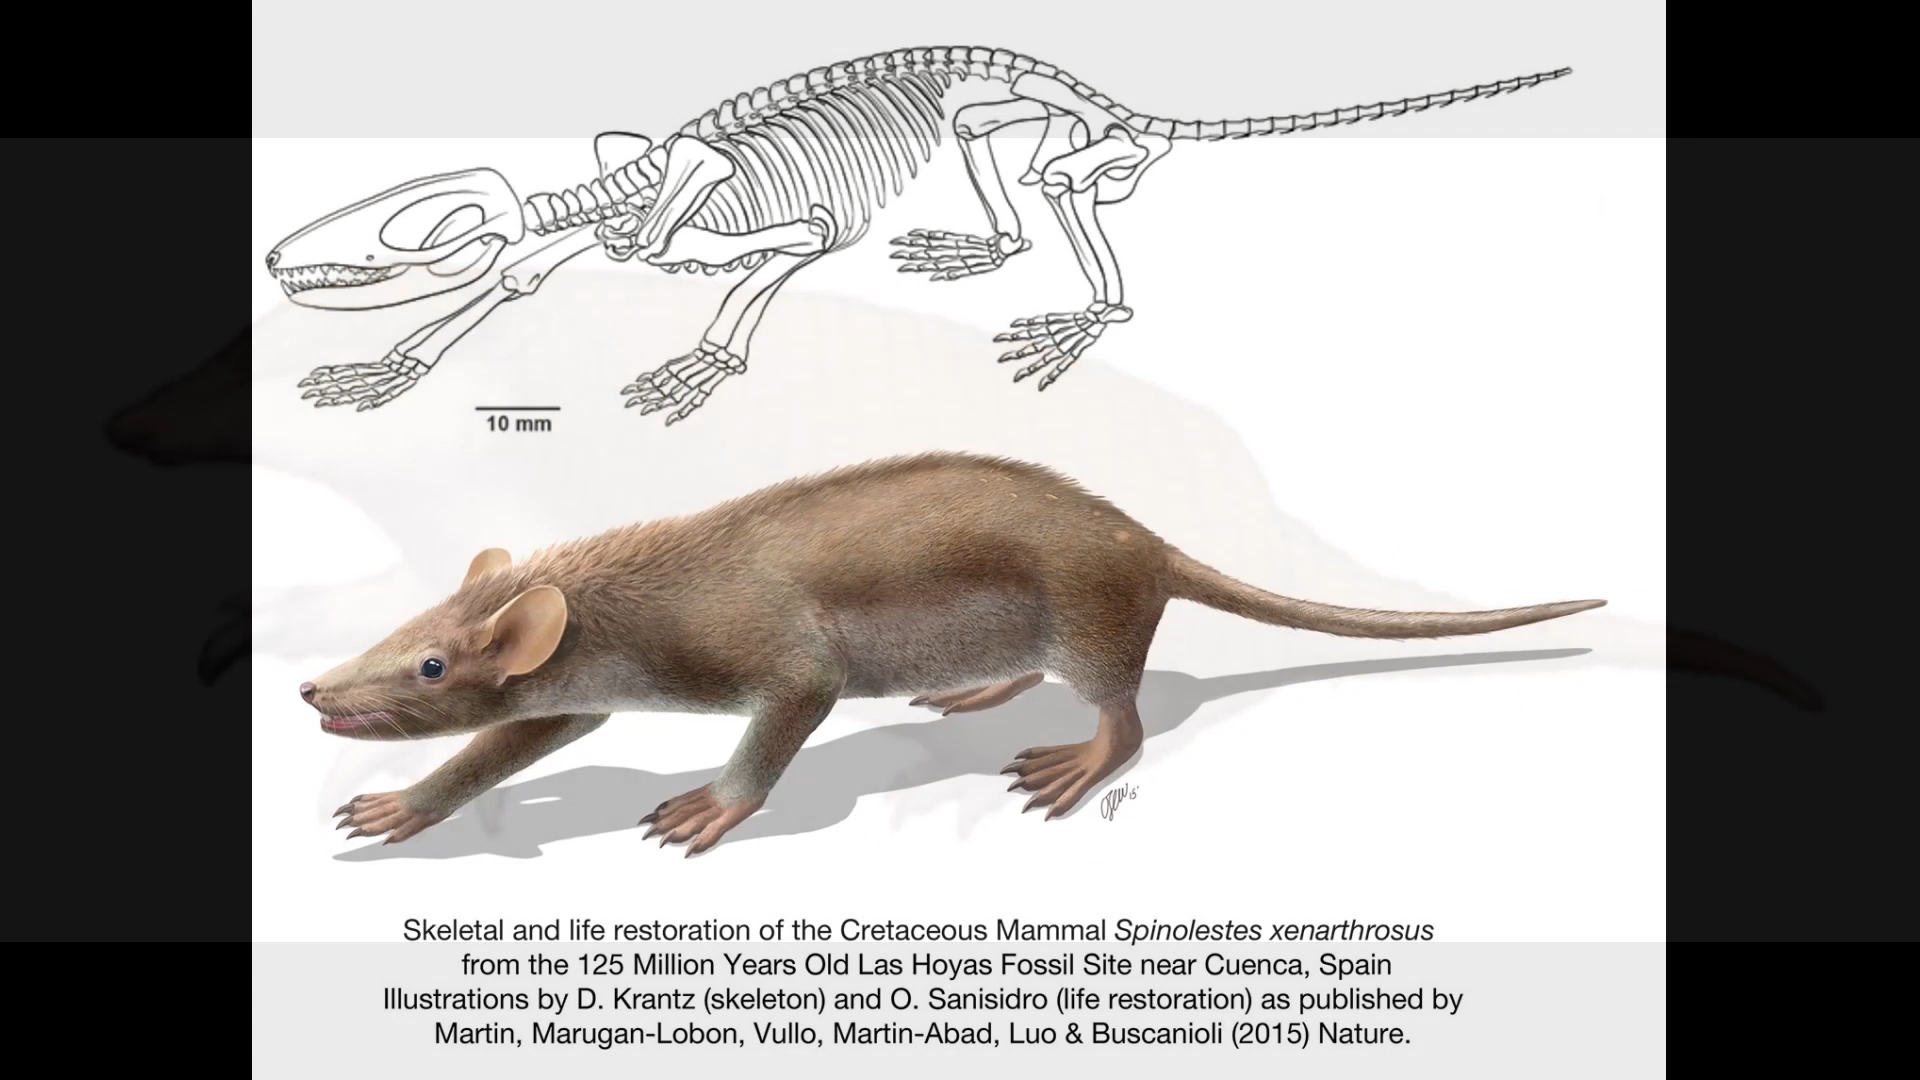 10 mm
Skeletal and life restoration of the Cretaceous Mammal Spinolestes xenarthrosus
from the 125 Million Years Old Las Hoyas Fossil Site near Cuenca, Spain
Illustrations by D. Krantz (skeleton) and O. Sanisidro (life restoration) as published by
Martin, Marugan-Lobon, Vullo, Martin-Abad, Luo & Buscanioli (2015) Nature.